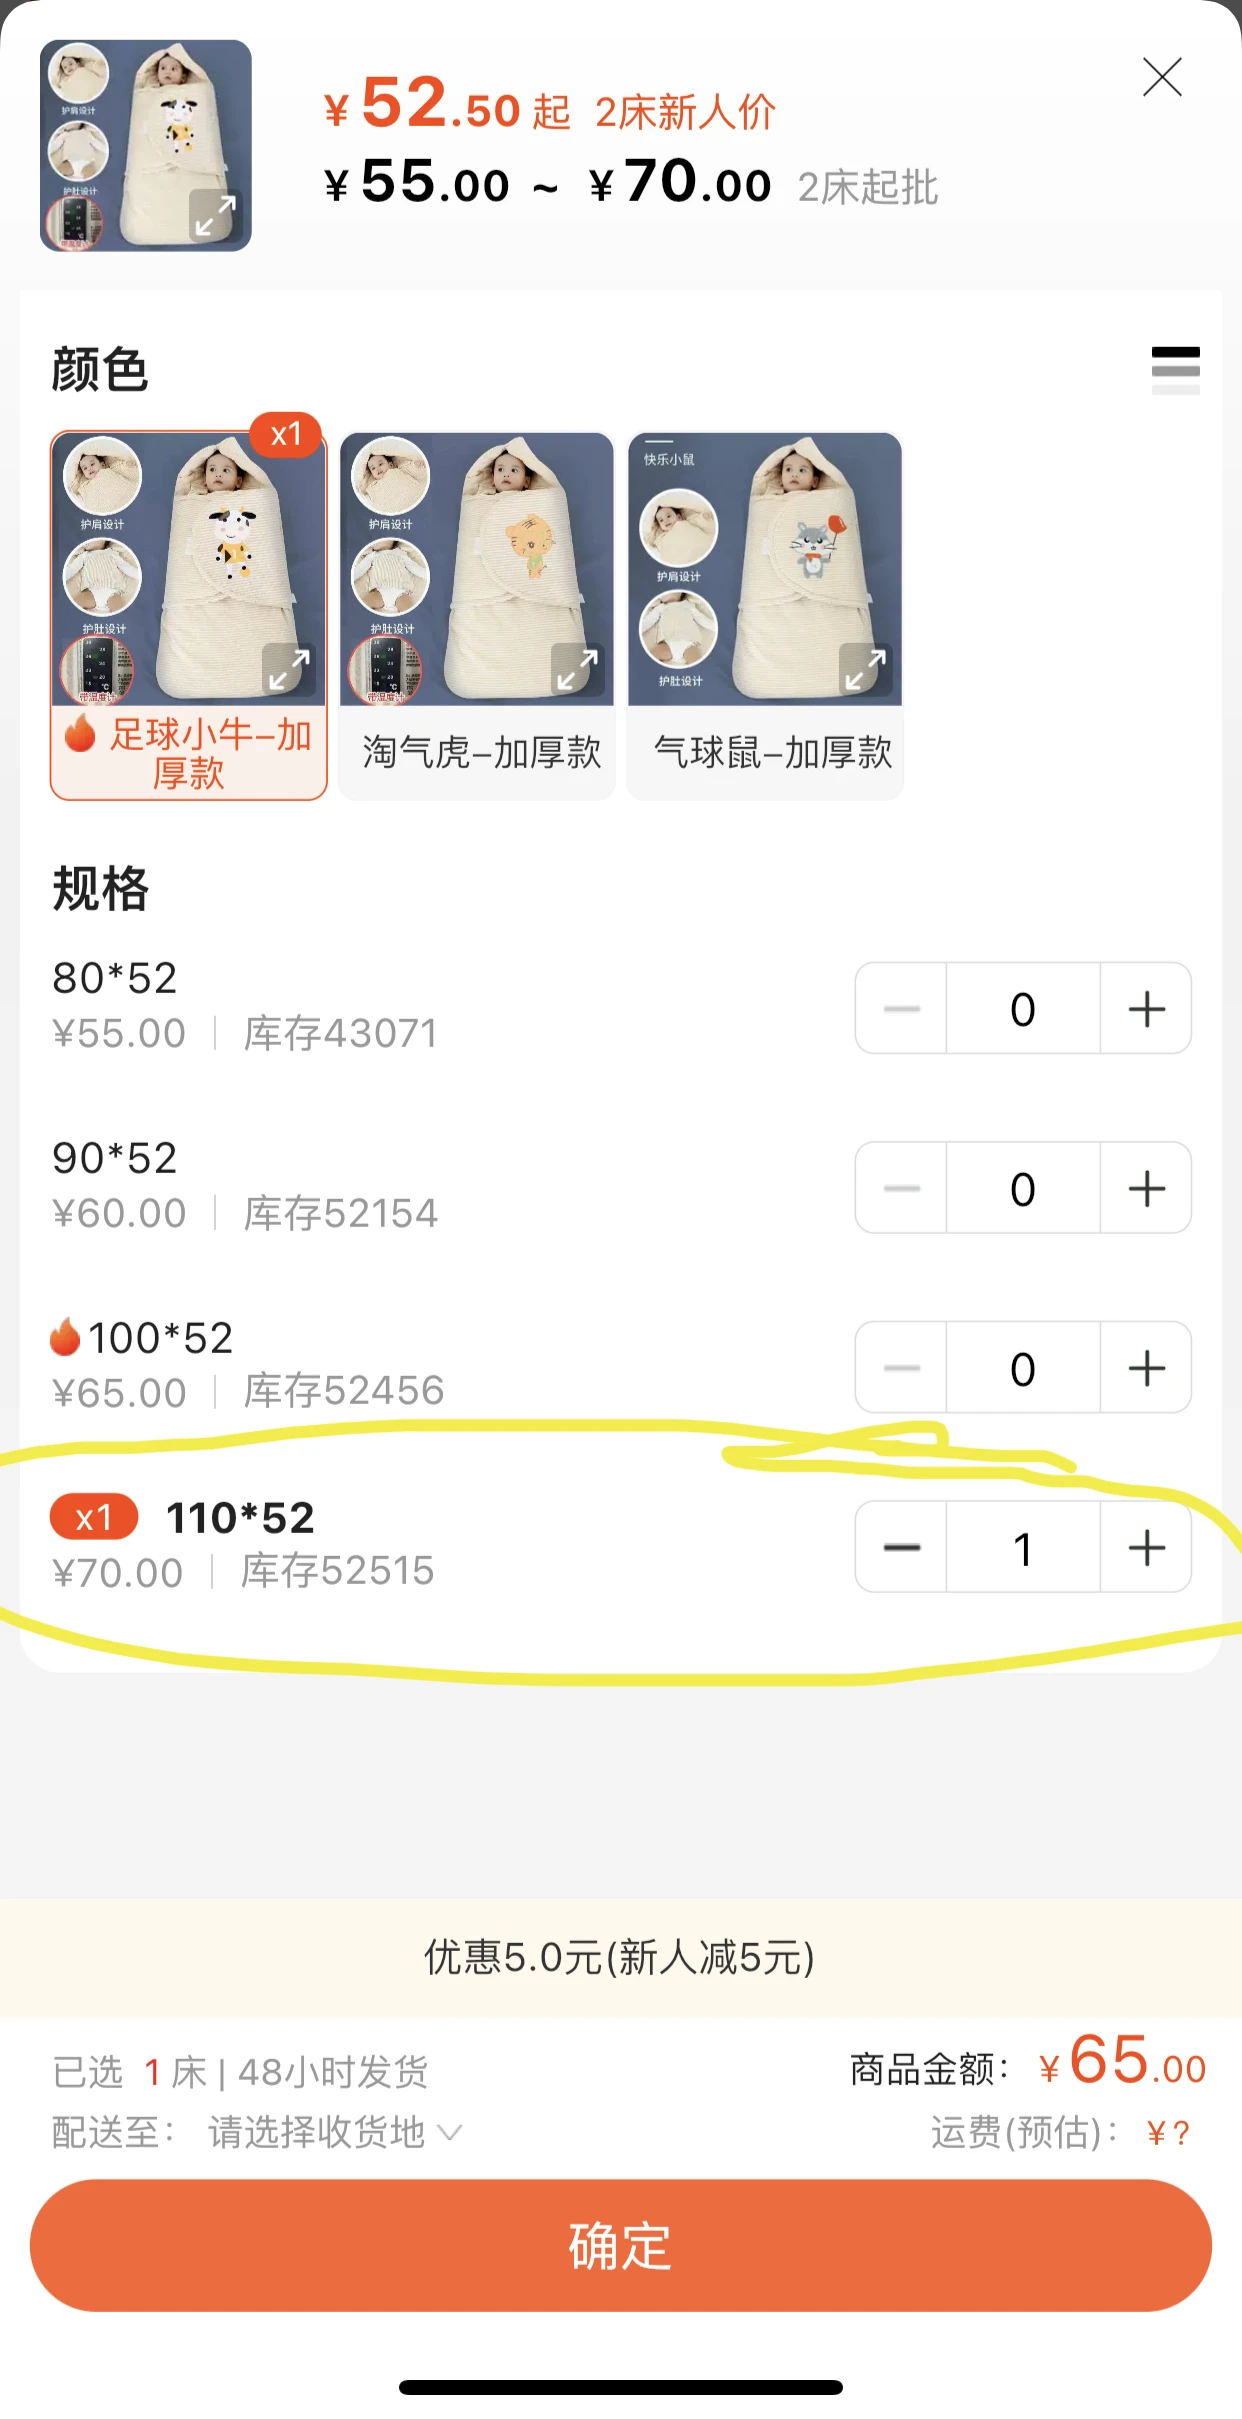 ¥52.50起 2床新人价
¥55.00 ~ ¥70.00 2床起批
护肩设计
护肚设计
颜色
x1
护肩设计
护肚设计
带温度计
足球小牛-加厚款
护肩设计
护肚设计
带温度计
淘气虎-加厚款
快乐小鼠
护肩设计
护肚设计
气球鼠-加厚款
规格
80*52
¥55.00 | 库存43071
0
90*52
¥60.00 | 库存52154
0
100*52
¥65.00 | 库存52456
0
x1 110*52
¥70.00 | 库存52515
1
优惠5.0元(新人减5元)
已选 1 床 | 48小时发货
商品金额: ¥65.00
配送至: 请选择收货地
运费(预估): ¥?
确定